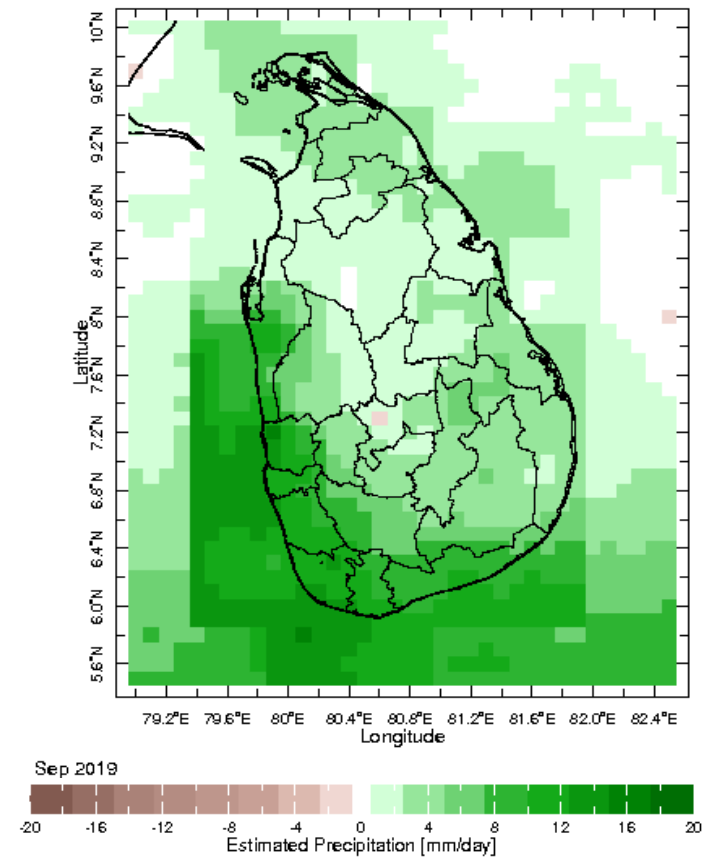 10°N
9.6°N
9.2°N
8.8°N
8.4°N
8°N
7.6°N
7.2°N
6.8°N
6.4°N
6.0°N
5.6°N
Latitude
79.2°E 79.6°E 80°E 80.4°E 80.8°E 81.2°E 81.6°E 82.0°E 82.4°E
Longitude
Sep 2019
-20 -16 -12 -8 -4 0 4 8 12 16 20
Estimated Precipitation [mm/day]